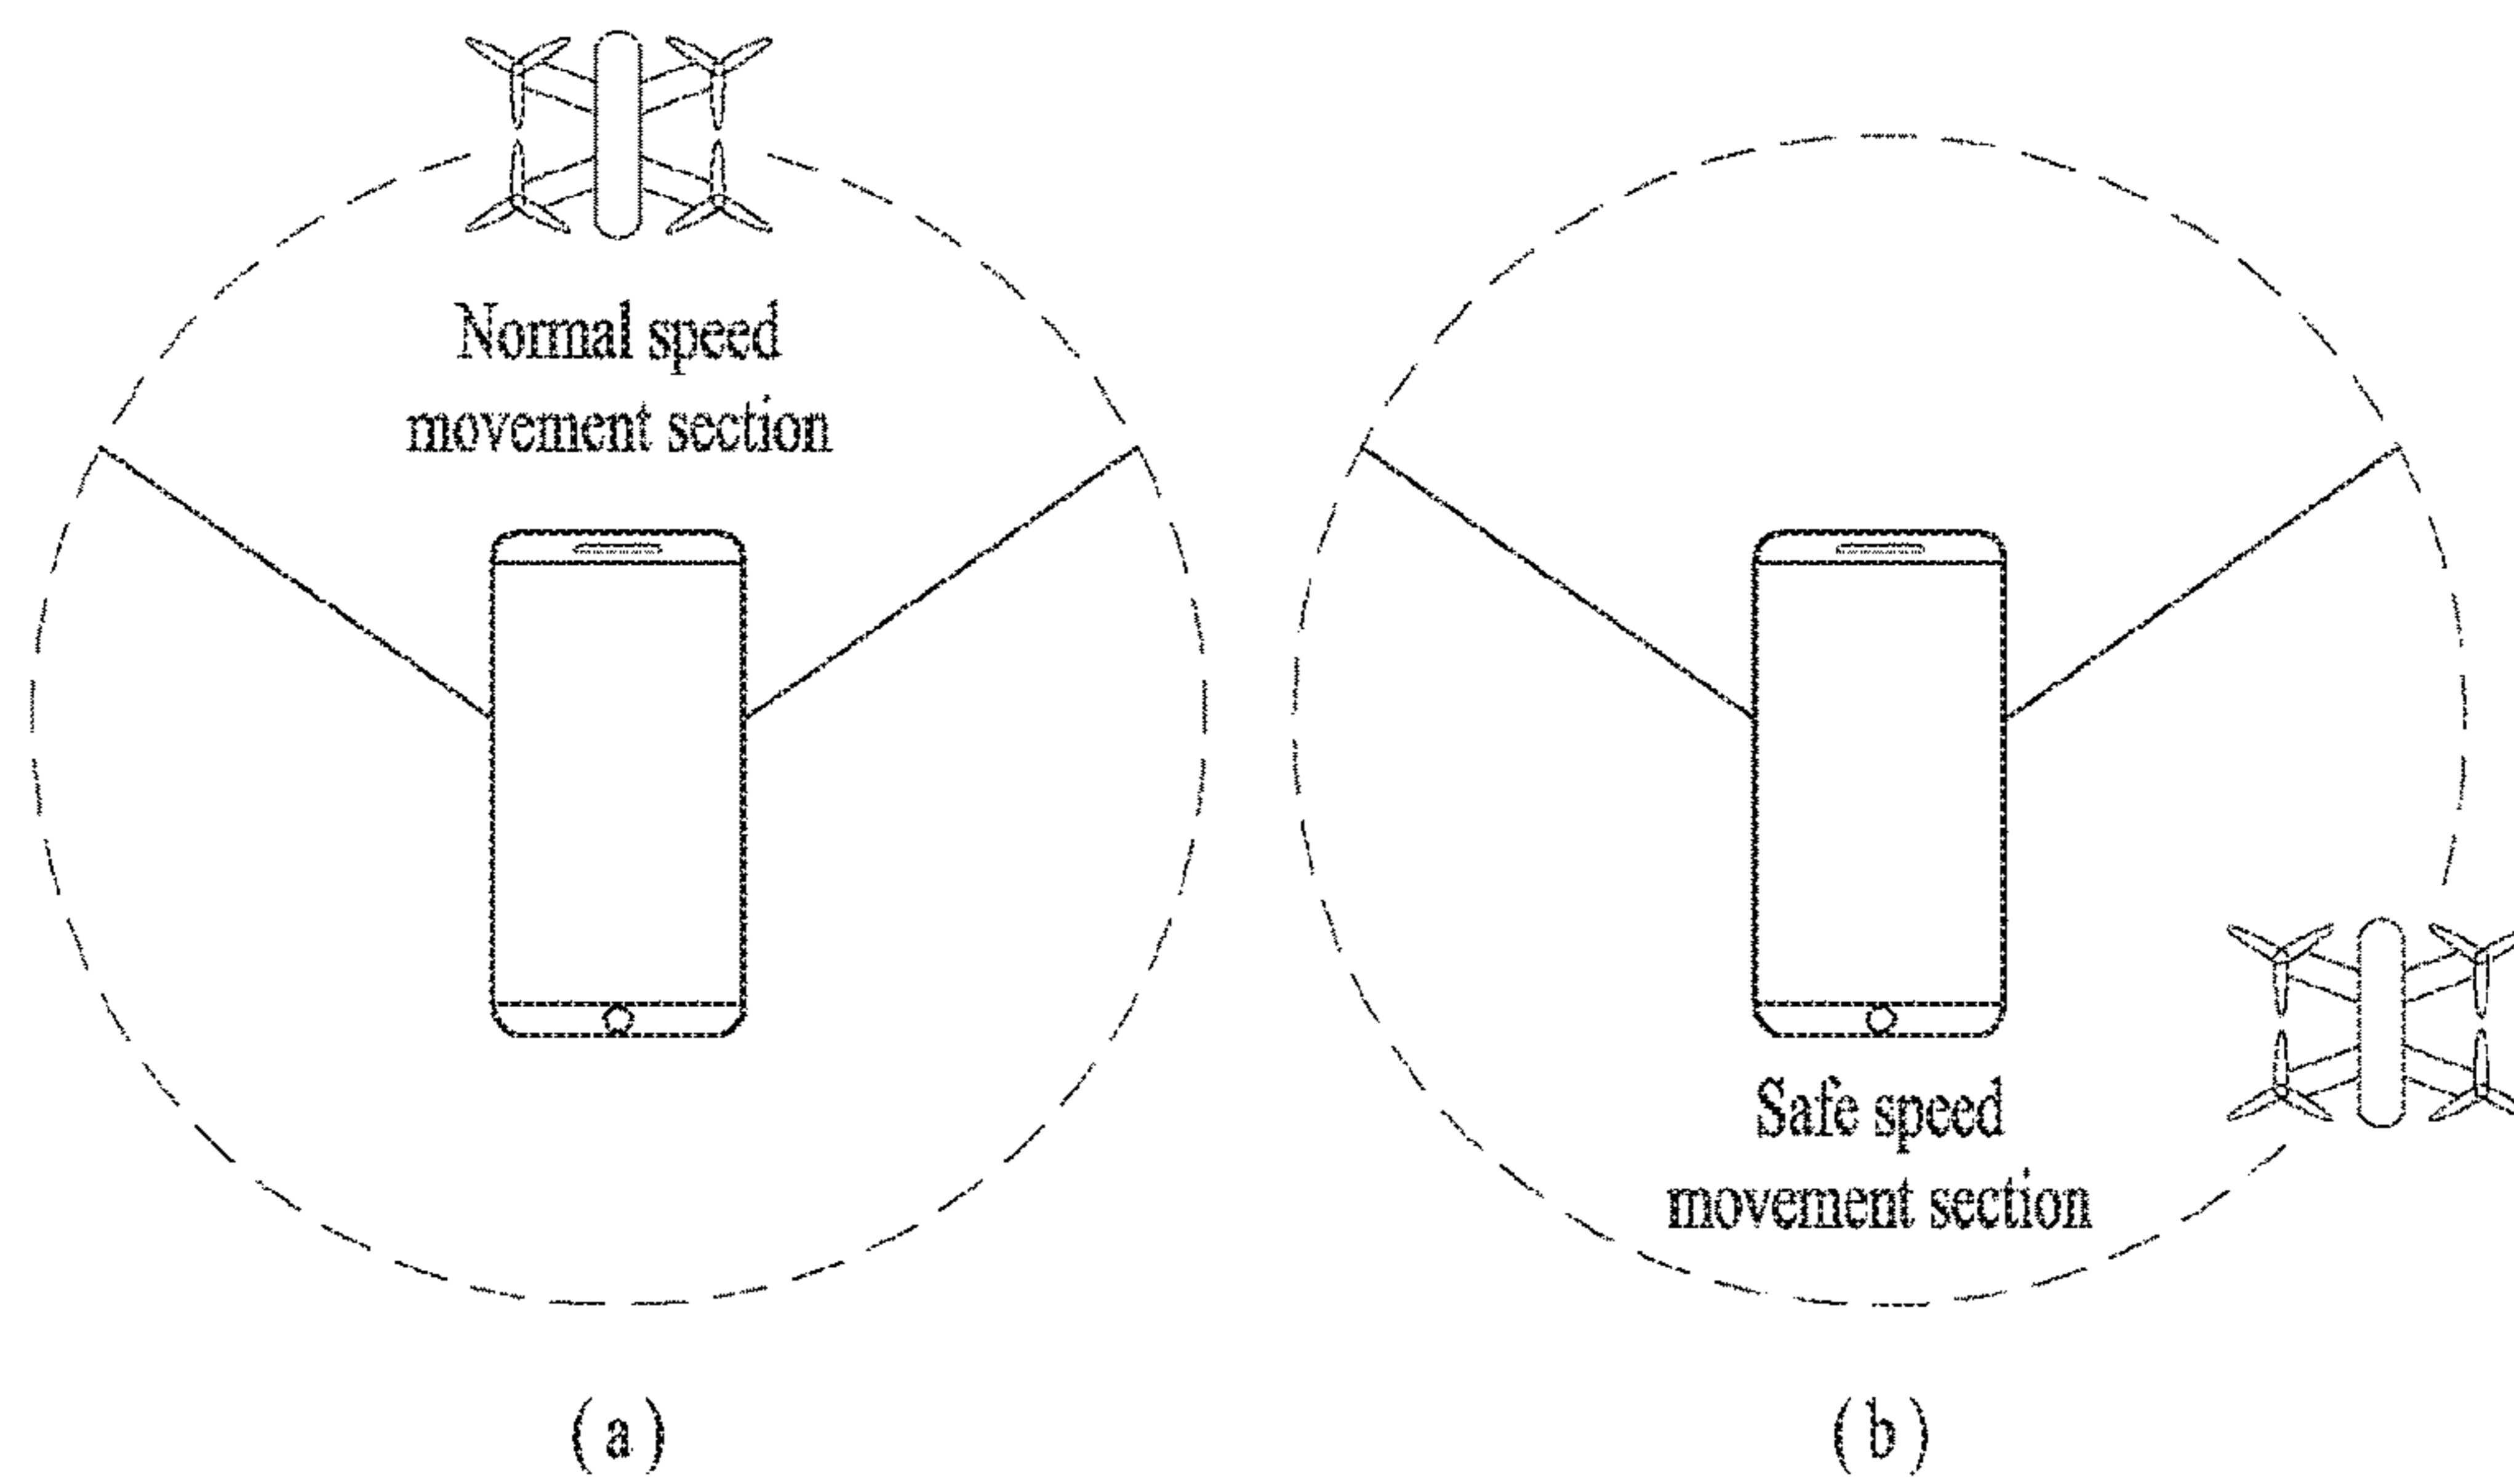 Normal speed
movement section
Safe speed
movement section
( a )
( b )